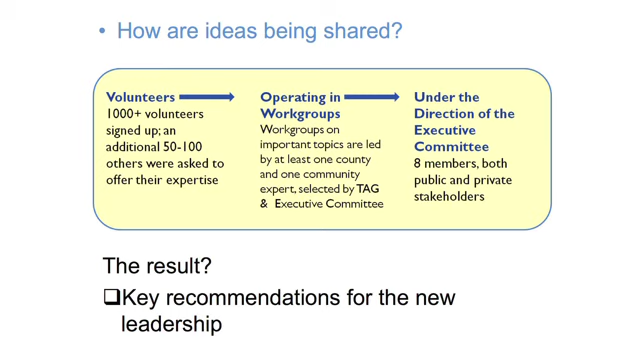 • How are ideas being shared?
Volunteers
1000+ volunteers
signed up; an
additional 50-100
others were asked to
offer their expertise
Operating in
Workgroups
Workgroups on
important topics are led
by at least one county
and one community
expert, selected by TAG
& Executive Committee
Under the
Direction of the
Executive
Committee
8 members, both
public and private
stakeholders
The result?
❑Key recommendations for the new
leadership